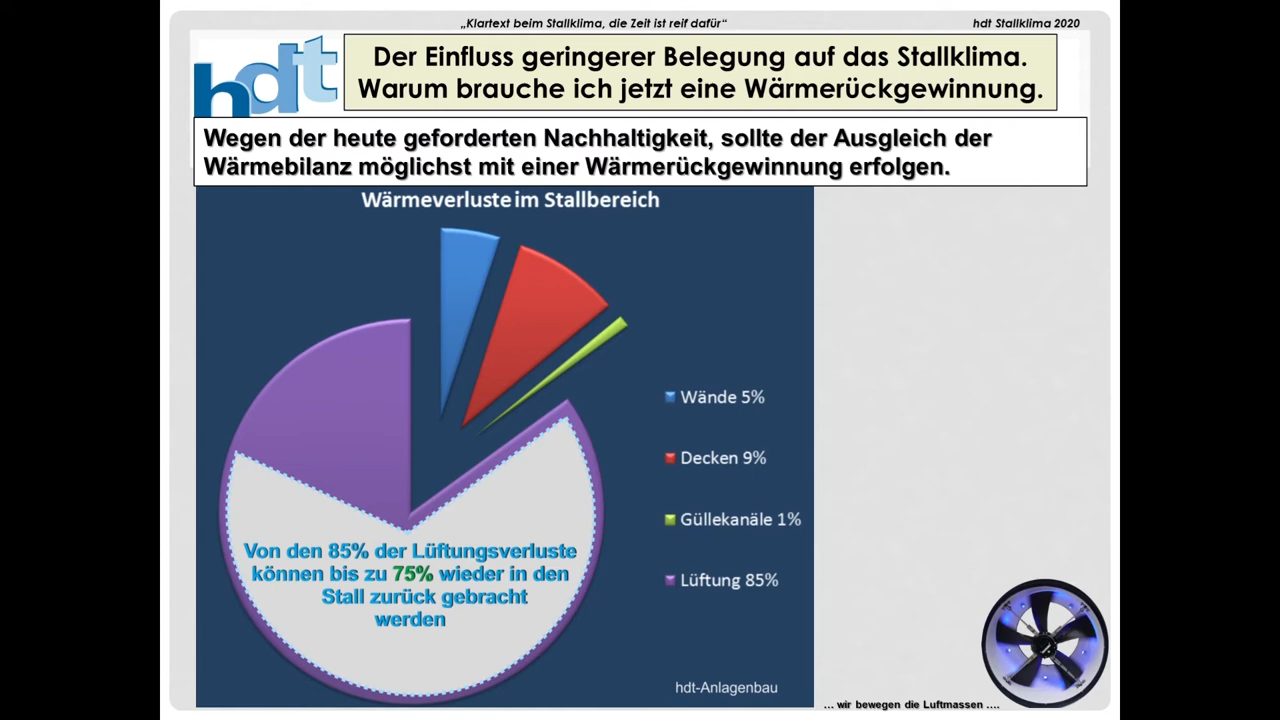 „Klartext beim Stallklima, die Zeit ist reif dafür“
hdt Stallklima 2020
hdt
Der Einfluss geringerer Belegung auf das Stallklima.
Warum brauche ich jetzt eine Wärmerückgewinnung.
Wegen der heute geforderten Nachhaltigkeit, sollte der Ausgleich der
Wärmebilanz möglichst mit einer Wärmerückgewinnung erfolgen.
Wärmeverluste im Stallbereich
Wände 5%
Decken 9%
Güllekanäle 1%
Lüftung 85%
Von den 85% der Lüftungsverluste
können bis zu 75% wieder in den
Stall zurück gebracht
werden
hdt-Anlagenbau
... wir bewegen die Luftmassen ....